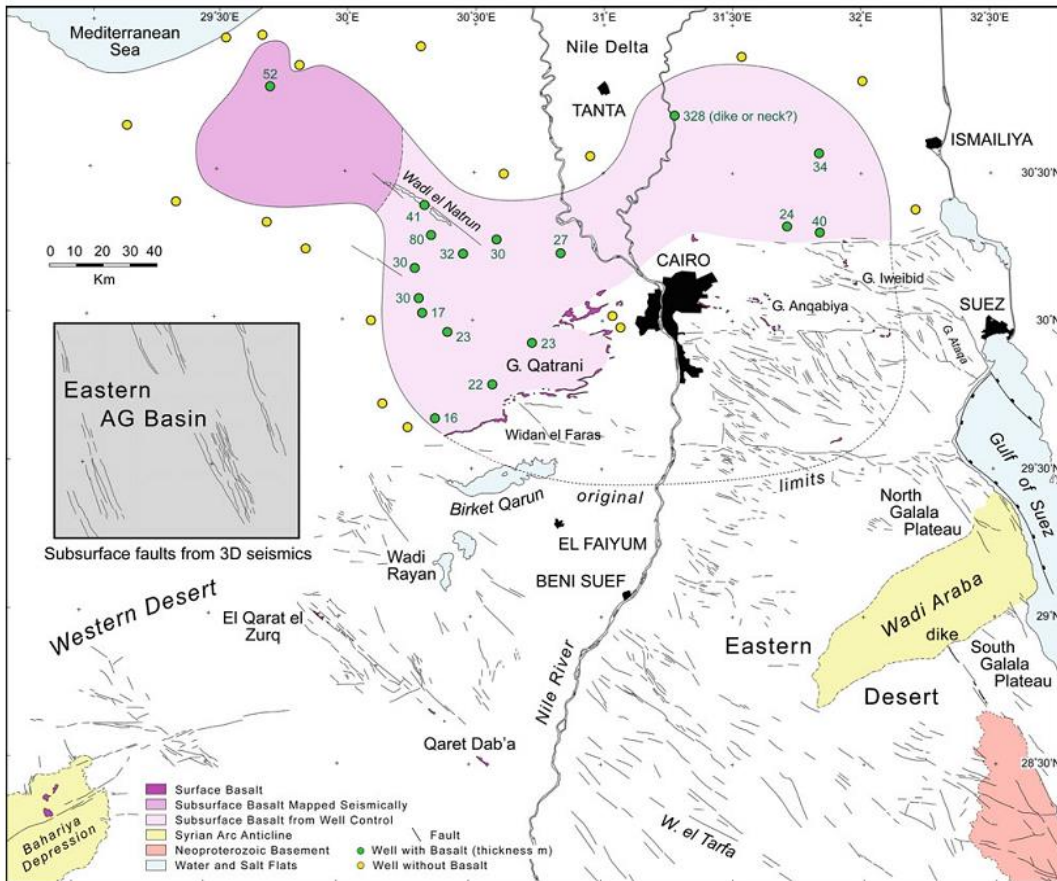 29'30'E
30'E
30'30'E
31'E
31'30'E
32'E
32'30'E
Mediterranean
Sea
Nile Delta
52
TANTA
328 (dike or neck?)
ISMAILIYA
34
30'30'N
Wadi el Natrun
41
80
32
30
27
24
40
CAIRO
0 10 20 30 40
Km
30
30
17
23
23
G. Iweibid
G. Anqabiya
SUEZ
30'N
G. Ataqa
G. Qatrani
22
16
Eastern
AG Basin
Widan el Faras
29'30'N
Birket Qarun
original
limits
Gulf
of Suez
North
Galala
Plateau
Subsurface faults from 3D seismics
EL FAIYUM
Wadi
Rayan
BENI SUEF
29'N
Wadi Araba
dike
Western Desert
El Qarat el
Zurq
Eastern
Desert
South
Galala
Plateau
Nile River
Qaret Dab'a
28'30'N
Bahariya
Depression
W. el Tarfa
Surface Basalt
Subsurface Basalt Mapped Seismically
Subsurface Basalt from Well Control
Syrian Arc Anticline
Neoproterozoic Basement
Water and Salt Flats
Fault
Well with Basalt (thickness m)
Well without Basalt